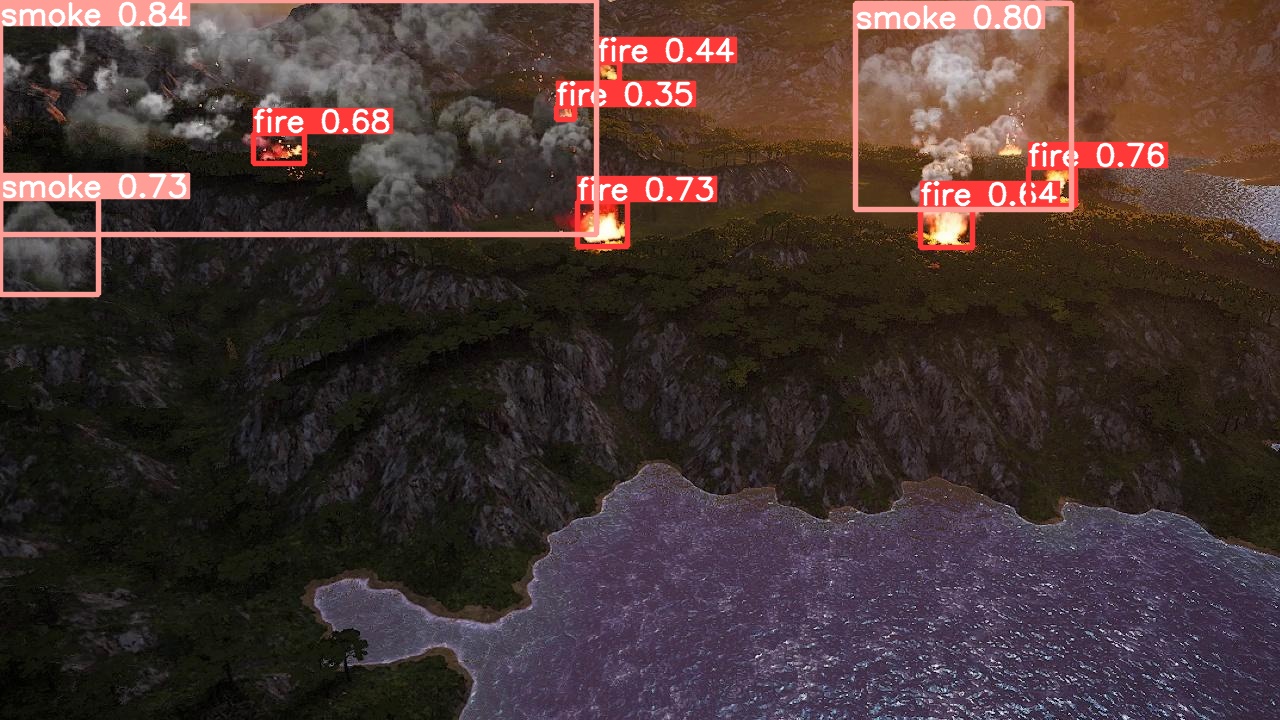 smoke 0.84
smoke 0.80
fire 0.44
fire 0.35
fire 0.68
fire 0.76
smoke 0.73
fire 0.73
fire 0.64